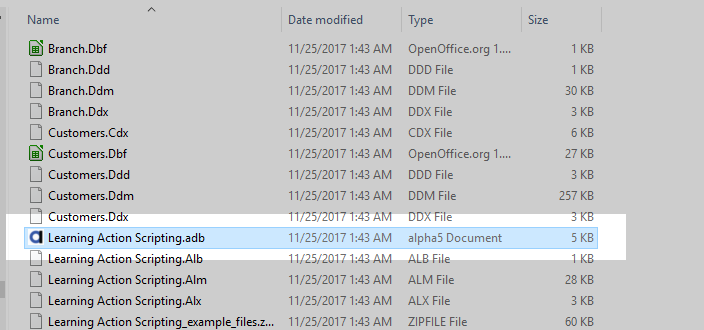 Name Date modified Type Size
Branch.Dbf 11/25/2017 1:43 AM OpenOffice.org 1.... 1 KB
Branch.Ddd 11/25/2017 1:43 AM DDD File 1 KB
Branch.Ddm 11/25/2017 1:43 AM DDM File 30 KB
Branch.Ddx 11/25/2017 1:43 AM DDX File 3 KB
Customers.Cdx 11/25/2017 1:43 AM CDX File 6 KB
Customers.Dbf 11/25/2017 1:43 AM OpenOffice.org 1.... 27 KB
Customers.Ddd 11/25/2017 1:43 AM DDD File 3 KB
Customers.Ddm 11/25/2017 1:43 AM DDM File 257 KB
Customers.Ddx 11/25/2017 1:43 AM DDX File 3 KB
Learning Action Scripting.adb 11/25/2017 1:43 AM alpha5 Document 5 KB
Learning Action Scripting.Alb 11/25/2017 1:43 AM ALB File 2 KB
Learning Action Scripting.Alm 11/25/2017 1:43 AM ALM File 28 KB
Learning Action Scripting.Alx 11/25/2017 1:43 AM ALX File 3 KB
Learning Action Scripting_example_files.z... 11/25/2017 1:43 AM ZIPFILE File 60 KB